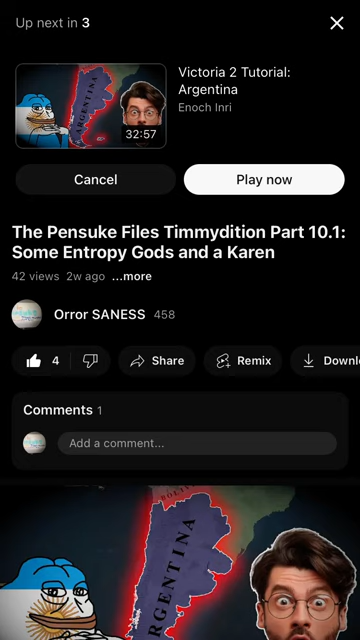 Up next in 3
Victoria 2 Tutorial:
Argentina
Enoch Inri
ARGENTINA
32:57
Cancel
Play now
The Pensuke Files Timmydition Part 10.1:
Some Entropy Gods and a Karen
42 views 2w ago ...more
Orror SANESS 458
4
Share
Remix
Downlo
Comments 1
Add a comment...
BOLIV
ARGENTINA